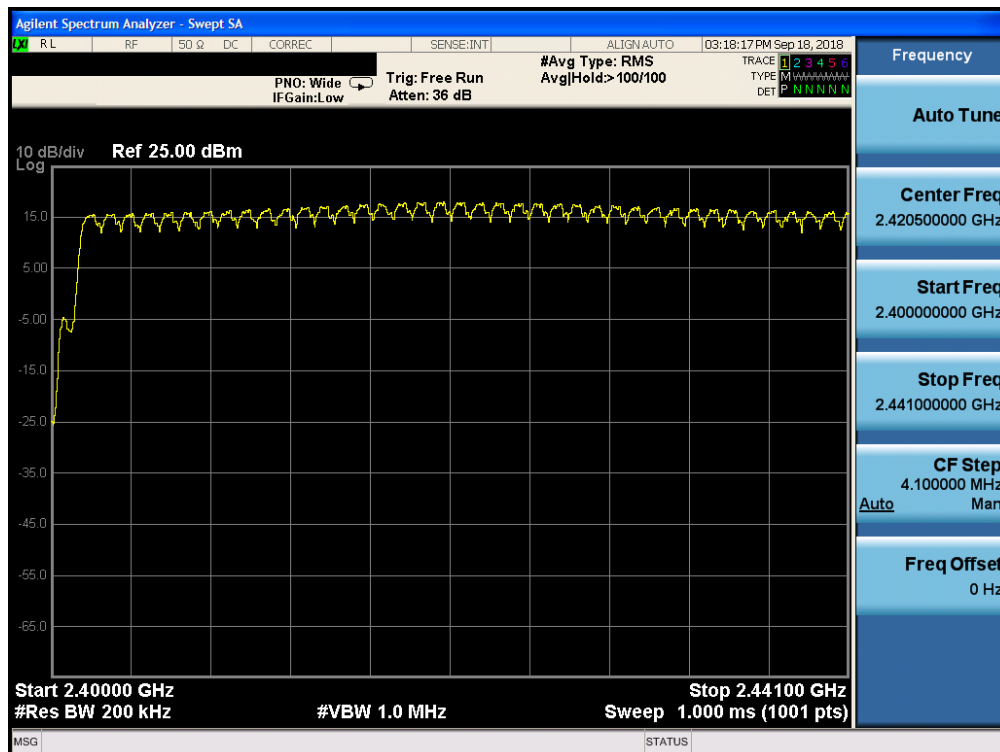 Agilent Spectrum Analyzer - Swept SA
LXI RL RF 50 Ω DC CORREC SENSE:INT ALIGN AUTO 03:18:17 PM Sep 18, 2018
Frequency
#Avg Type: RMS
Avg|Hold:>100/100
TRACE 1 2 3 4 5 6
TYPE M
DET P N N N N N
PNO: Wide
IFGain:Low
Trig: Free Run
Atten: 36 dB
Auto Tune
10 dB/div Ref 25.00 dBm
Log
15.0
5.00
-5.00
-15.0
-25.0
-35.0
-45.0
-55.0
-65.0
Center Freq
2.420500000 GHz
Start Freq
2.400000000 GHz
Stop Freq
2.441000000 GHz
CF Step
4.100000 MHz
Auto Man
Freq Offset
0 Hz
Start 2.40000 GHz Stop 2.44100 GHz
#Res BW 200 kHz #VBW 1.0 MHz Sweep 1.000 ms (1001 pts)
MSG STATUS